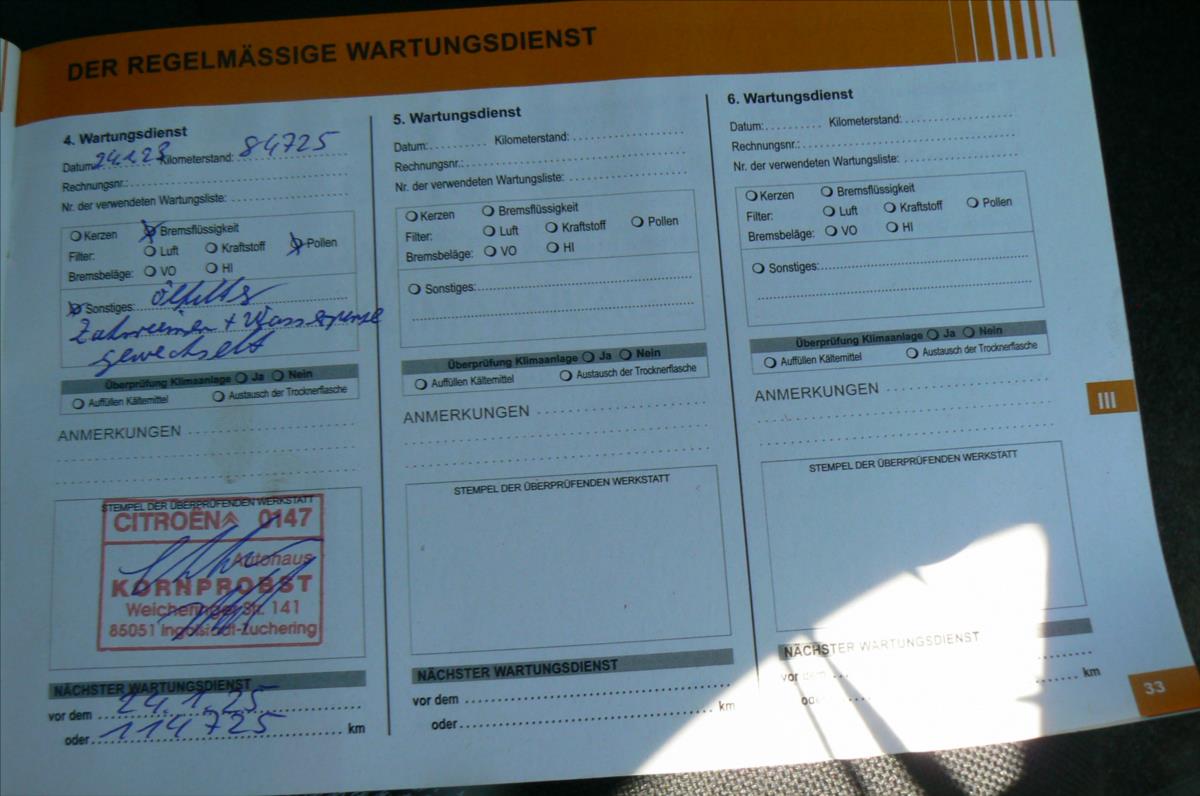 DER REGELMÄSSIGE WARTUNGSDIENST
4. Wartungsdienst
Datum: 24.1.23 Kilometerstand: 84725
Rechnungsnr.:
Nr. der verwendeten Wartungsliste:
Kerzen Bremsflüssigkeit
Filter: Luft Kraftstoff Pollen
Bremsbeläge: VO HI
Sonstiges: Ölfilter
Zahnriemen + Wasserpumpe
gewechselt
Überprüfung Klimaanlage Ja Nein
Auffüllen Kältemittel Austausch der Trocknerflasche
ANMERKUNGEN
STEMPEL DER ÜBERPRÜFENDEN WERKSTATT
CITROËN 0147
Autohaus
KORNPROBST
Weicheringer Str. 141
85051 Ingolstadt-Zuchering
NÄCHSTER WARTUNGSDIENST
vor dem 24.1.25
oder 114725 km
5. Wartungsdienst
Datum: Kilometerstand:
Rechnungsnr.:
Nr. der verwendeten Wartungsliste:
Kerzen Bremsflüssigkeit
Filter: Luft Kraftstoff Pollen
Bremsbeläge: VO HI
Sonstiges:
Überprüfung Klimaanlage Ja Nein
Auffüllen Kältemittel Austausch der Trocknerflasche
ANMERKUNGEN
STEMPEL DER ÜBERPRÜFENDEN WERKSTATT
NÄCHSTER WARTUNGSDIENST
vor dem
oder km
6. Wartungsdienst
Datum: Kilometerstand:
Rechnungsnr.:
Nr. der verwendeten Wartungsliste:
Kerzen Bremsflüssigkeit
Filter: Luft Kraftstoff Pollen
Bremsbeläge: VO HI
Sonstiges:
Überprüfung Klimaanlage Ja Nein
Auffüllen Kältemittel Austausch der Trocknerflasche
ANMERKUNGEN
STEMPEL DER ÜBERPRÜFENDEN WERKSTATT
NÄCHSTER WARTUNGSDIENST
vor dem
oder km
III
33